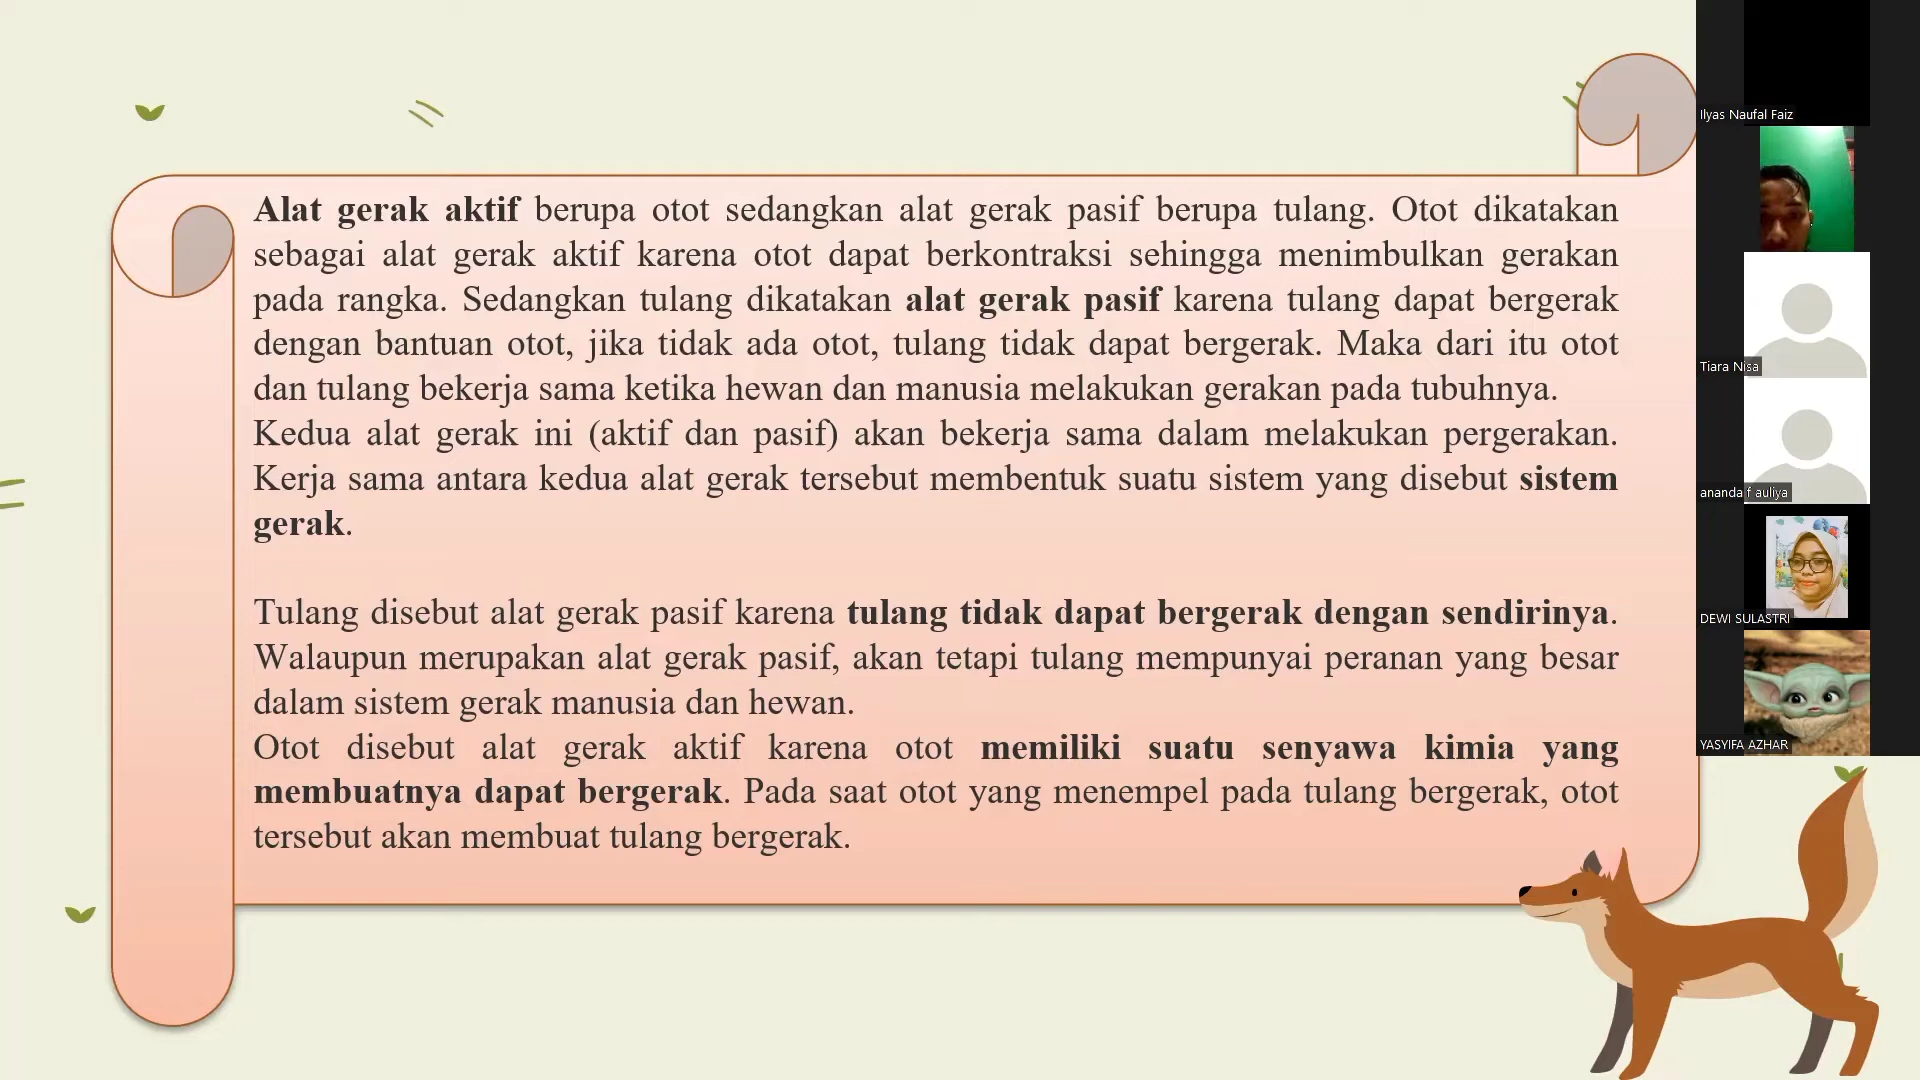 Alat gerak aktif berupa otot sedangkan alat gerak pasif berupa tulang. Otot dikatakan
sebagai alat gerak aktif karena otot dapat berkontraksi sehingga menimbulkan gerakan
pada rangka. Sedangkan tulang dikatakan alat gerak pasif karena tulang dapat bergerak
dengan bantuan otot, jika tidak ada otot, tulang tidak dapat bergerak. Maka dari itu otot
dan tulang bekerja sama ketika hewan dan manusia melakukan gerakan pada tubuhnya.
Kedua alat gerak ini (aktif dan pasif) akan bekerja sama dalam melakukan pergerakan.
Kerja sama antara kedua alat gerak tersebut membentuk suatu sistem yang disebut sistem
gerak.
Tulang disebut alat gerak pasif karena tulang tidak dapat bergerak dengan sendirinya.
Walaupun merupakan alat gerak pasif, akan tetapi tulang mempunyai peranan yang besar
dalam sistem gerak manusia dan hewan.
Otot disebut alat gerak aktif karena otot memiliki suatu senyawa kimia yang
membuatnya dapat bergerak. Pada saat otot yang menempel pada tulang bergerak, otot
tersebut akan membuat tulang bergerak.
Ilyas Naufal Faiz
Tiara Nisa
ananda f auliya
DEWI SULASTRI
YASYIFA AZHAR